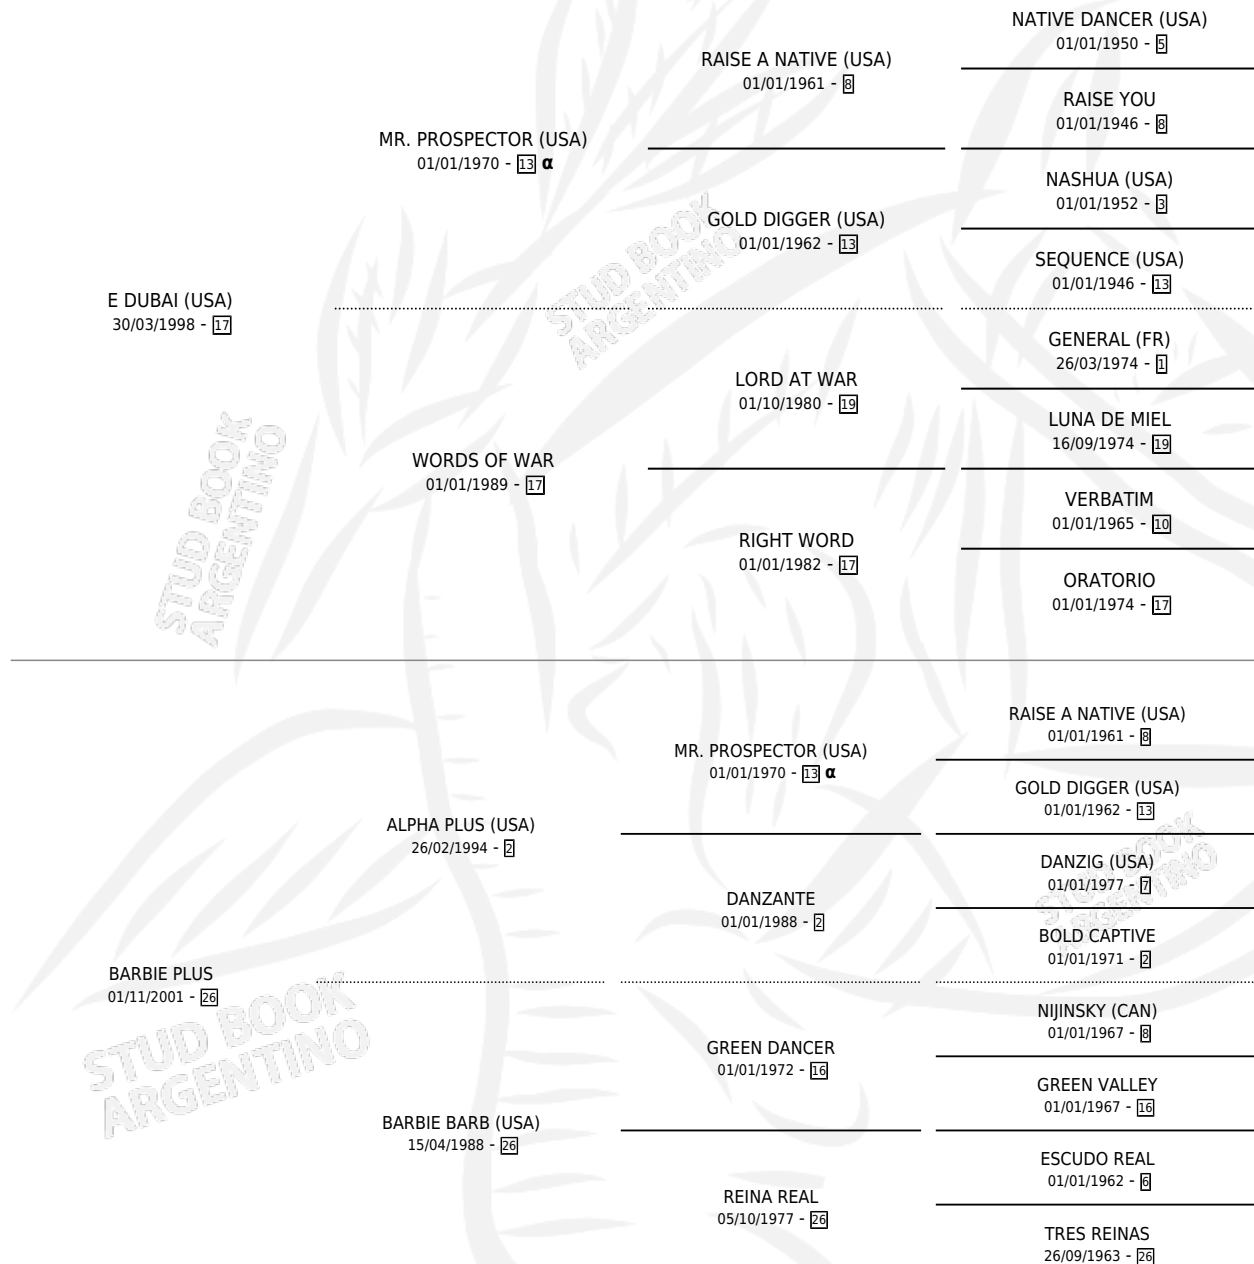 NATIVE DANCER (USA)
01/01/1950 - 5
RAISE A NATIVE (USA)
01/01/1961 - 8
RAISE YOU
01/01/1946 - 8
MR. PROSPECTOR (USA)
01/01/1970 - 13 α
NASHUA (USA)
01/01/1952 - 3
GOLD DIGGER (USA)
01/01/1962 - 13
SEQUENCE (USA)
01/01/1946 - 13
E DUBAI (USA)
30/03/1998 - 17
GENERAL (FR)
26/03/1974 - 1
LORD AT WAR
01/10/1980 - 19
LUNA DE MIEL
16/09/1974 - 19
WORDS OF WAR
01/01/1989 - 17
VERBATIM
01/01/1965 - 10
RIGHT WORD
01/01/1982 - 17
ORATORIO
01/01/1974 - 17
RAISE A NATIVE (USA)
01/01/1961 - 8
MR. PROSPECTOR (USA)
01/01/1970 - 13 α
GOLD DIGGER (USA)
01/01/1962 - 13
ALPHA PLUS (USA)
26/02/1994 - 2
DANZIG (USA)
01/01/1977 - 7
DANZANTE
01/01/1988 - 2
BOLD CAPTIVE
01/01/1971 - 2
BARBIE PLUS
01/11/2001 - 26
NIJINSKY (CAN)
01/01/1967 - 8
GREEN DANCER
01/01/1972 - 16
GREEN VALLEY
01/01/1967 - 16
BARBIE BARB (USA)
15/04/1988 - 26
ESCUDO REAL
01/01/1962 - 6
REINA REAL
05/10/1977 - 26
TRES REINAS
26/09/1963 - 26
STUD BOOK
ARGENTINO
STUD BOOK
ARGENTINO
STUD BOOK
ARGENTINO
STUD BOOK
ARGENTINO